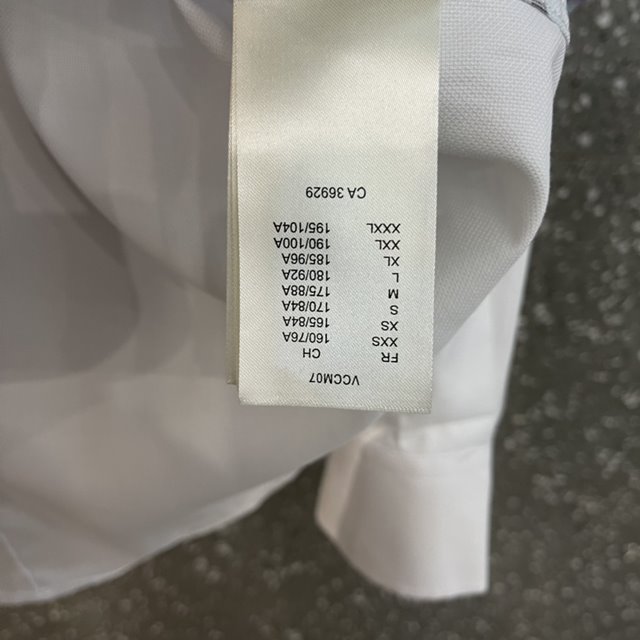 VCCM07
FR CH
XXS 160/76A
XS 165/84A
S 170/84A
M 175/88A
L 180/92A
XL 185/96A
XXL 190/100A
XXXL 195/104A
CA 36929